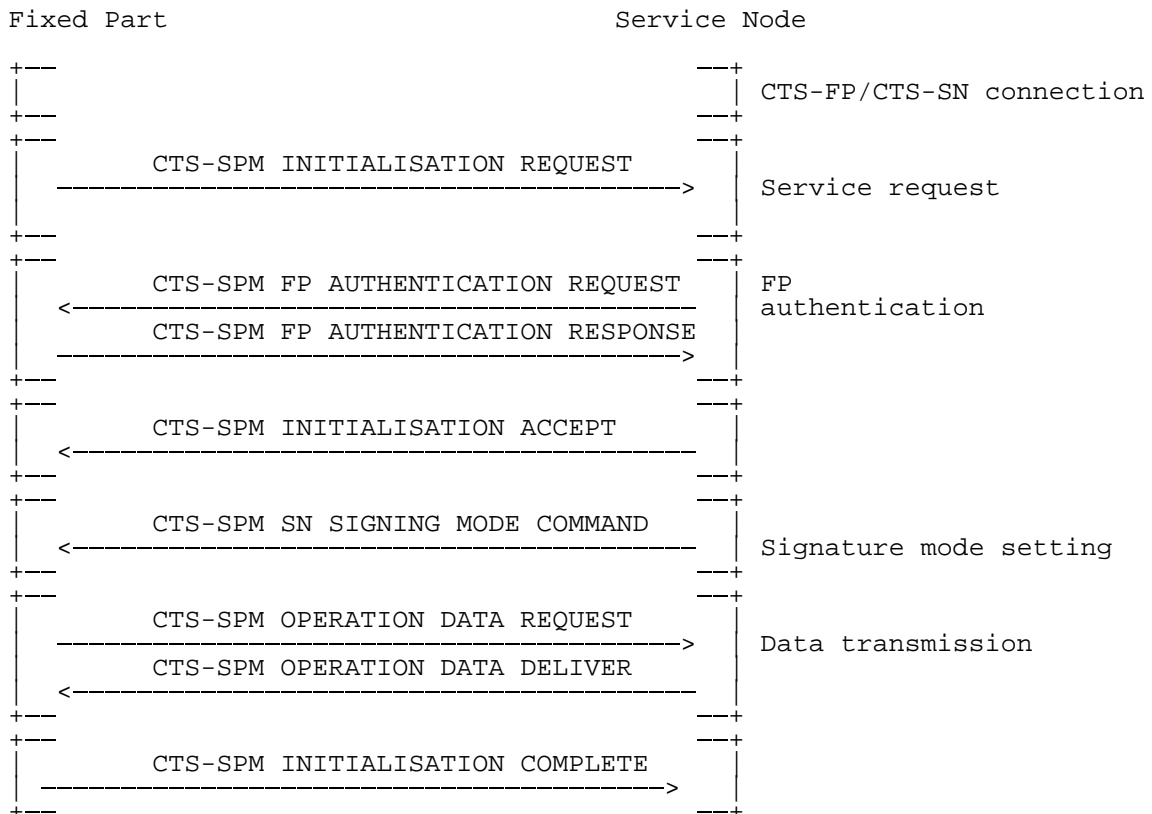 Fixed Part Service Node
CTS-FP/CTS-SN connection
CTS-SPM INITIALISATION REQUEST
Service request
CTS-SPM FP AUTHENTICATION REQUEST FP
authentication
CTS-SPM FP AUTHENTICATION RESPONSE
CTS-SPM INITIALISATION ACCEPT
CTS-SPM SN SIGNING MODE COMMAND
Signature mode setting
CTS-SPM OPERATION DATA REQUEST
Data transmission
CTS-SPM OPERATION DATA DELIVER
CTS-SPM INITIALISATION COMPLETE